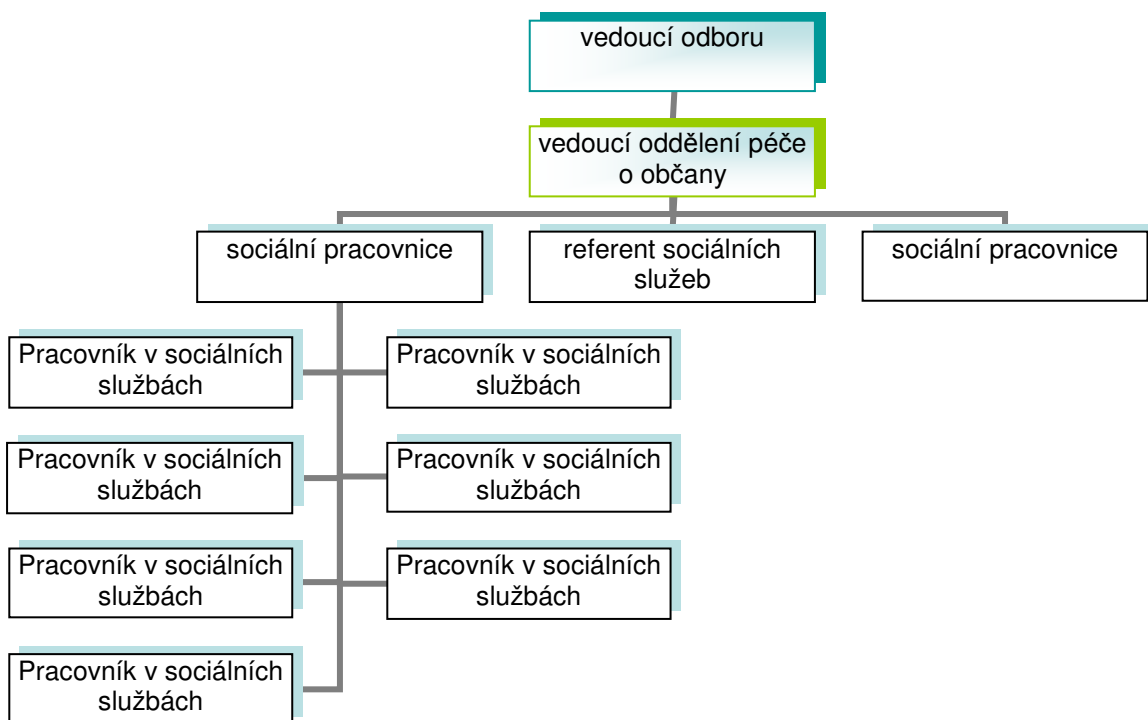 vedoucí odboru
vedoucí oddělení péče
o občany
sociální pracovnice
referent sociálních
služeb
sociální pracovnice
Pracovník v sociálních
službách
Pracovník v sociálních
službách
Pracovník v sociálních
službách
Pracovník v sociálních
službách
Pracovník v sociálních
službách
Pracovník v sociálních
službách
Pracovník v sociálních
službách